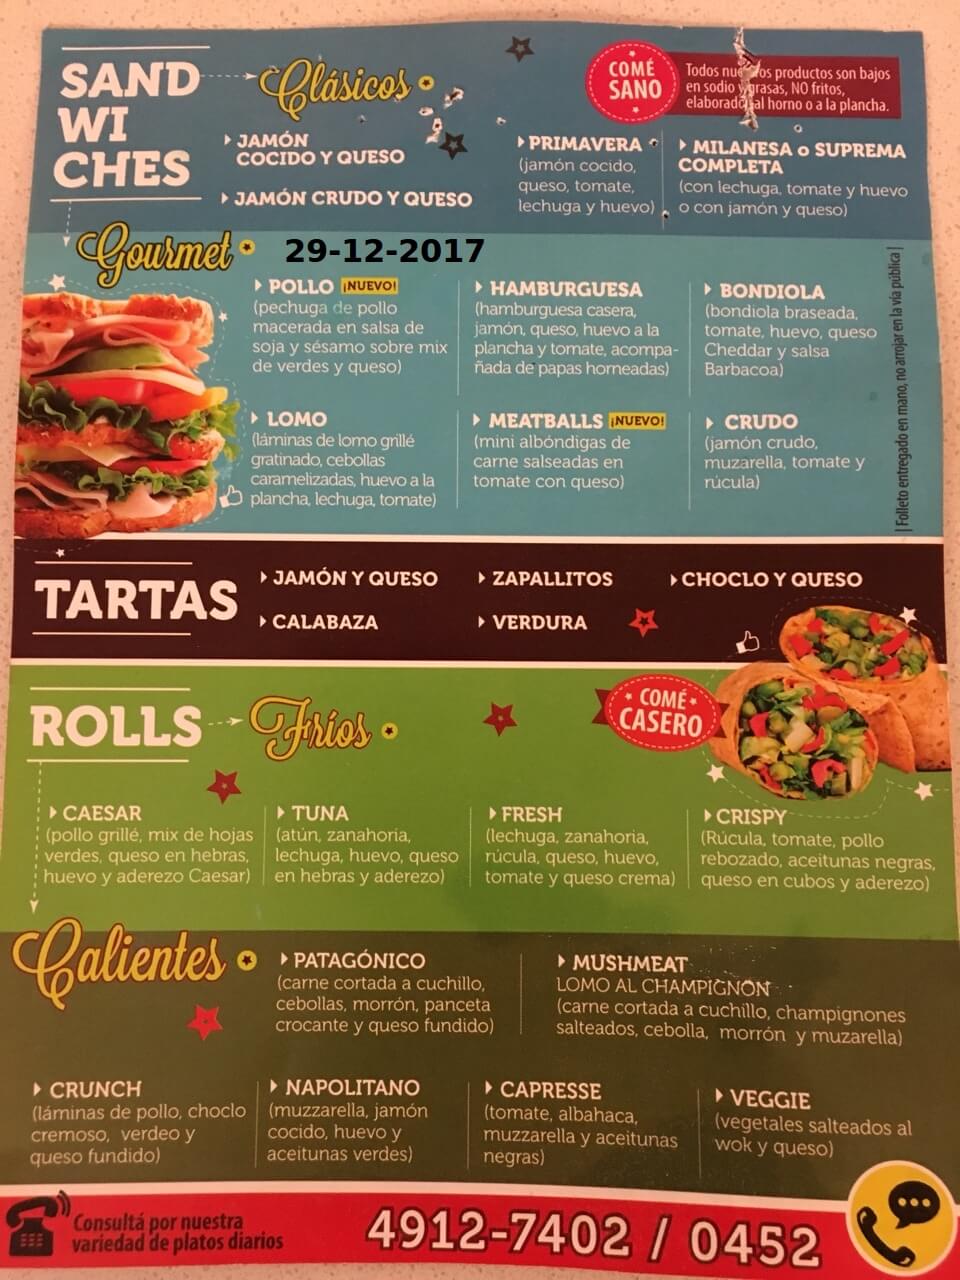 SAND
WI
CHES
Clásicos
COMÉ
SANO
Todos nuestros productos son bajos
en sodio y grasas, NO fritos,
elaborados al horno o a la plancha.
JAMÓN
COCIDO Y QUESO
JAMÓN CRUDO Y QUESO
PRIMAVERA
(jamón cocido,
queso, tomate,
lechuga y huevo)
MILANESA o SUPREMA
COMPLETA
(con lechuga, tomate y huevo
o con jamón y queso)
Gourmet
29-12-2017
POLLO ¡NUEVO!
(pechuga de pollo
macerada en salsa de
soja y sésamo sobre mix
de verdes y queso)
HAMBURGUESA
(hamburguesa casera,
jamón, queso, huevo a la
plancha y tomate, acompa-
ñada de papas horneadas)
BONDIOLA
(bondiola braseada,
tomate, huevo, queso
Cheddar y salsa
Barbacoa)
LOMO
(láminas de lomo grillé
gratinado, cebollas
caramelizadas, huevo a la
plancha, lechuga, tomate)
MEATBALLS ¡NUEVO!
(mini albóndigas de
carne salseadas en
tomate con queso)
CRUDO
(jamón crudo,
muzarella, tomate y
rúcula)
| Folleto entregado en mano, no arrojar en la vía pública |
TARTAS
JAMÓN Y QUESO
ZAPALLITOS
CHOCLO Y QUESO
CALABAZA
VERDURA
ROLLS
Fríos
COMÉ
CASERO
CAESAR
(pollo grillé, mix de hojas
verdes, queso en hebras,
huevo y aderezo Caesar)
TUNA
(atún, zanahoria,
lechuga, huevo, queso
en hebras y aderezo)
FRESH
(lechuga, zanahoria,
rúcula, queso, huevo,
tomate y queso crema)
CRISPY
(Rúcula, tomate, pollo
rebozado, aceitunas negras,
queso en cubos y aderezo)
Calientes
PATAGÓNICO
(carne cortada a cuchillo,
cebollas, morrón, panceta
crocante y queso fundido)
MUSHMEAT
LOMO AL CHAMPIGNON
(carne cortada a cuchillo, champignones
salteados, cebolla, morrón y muzarella)
CRUNCH
(láminas de pollo, choclo
cremoso, verdeo y
queso fundido)
NAPOLITANO
(muzzarella, jamón
cocido, huevo y
aceitunas verdes)
CAPRESSE
(tomate, albahaca,
muzzarella y aceitunas
negras)
VEGGIE
(vegetales salteados al
wok y queso)
Consultá por nuestra
variedad de platos diarios
4912-7402 / 0452